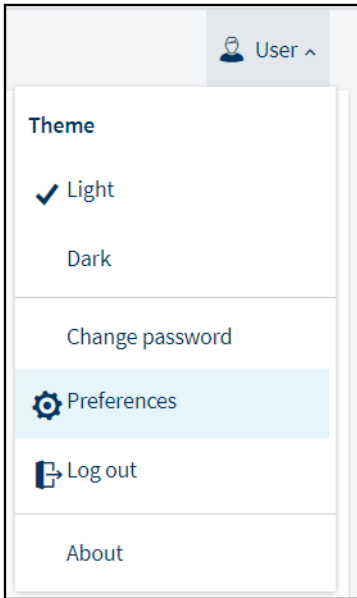 User
Theme
Light
Dark
Change password
Preferences
Log out
About